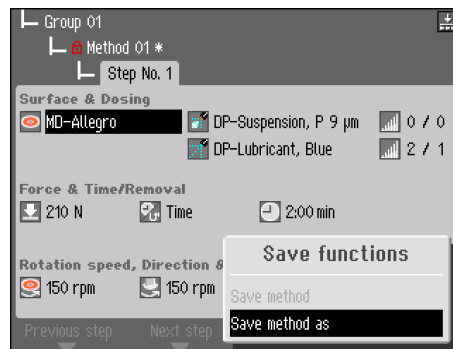 Group 01
Method 01 *
Step No. 1
Surface & Dosing
MD-Allegro
DP-Suspension, P 9 µm
0 / 0
DP-Lubricant, Blue
2 / 1
Force & Time/Removal
210 N
Time
2:00 min
Rotation speed, Direction &
150 rpm
150 rpm
Save functions
Save method
Save method as
Previous step
Next step